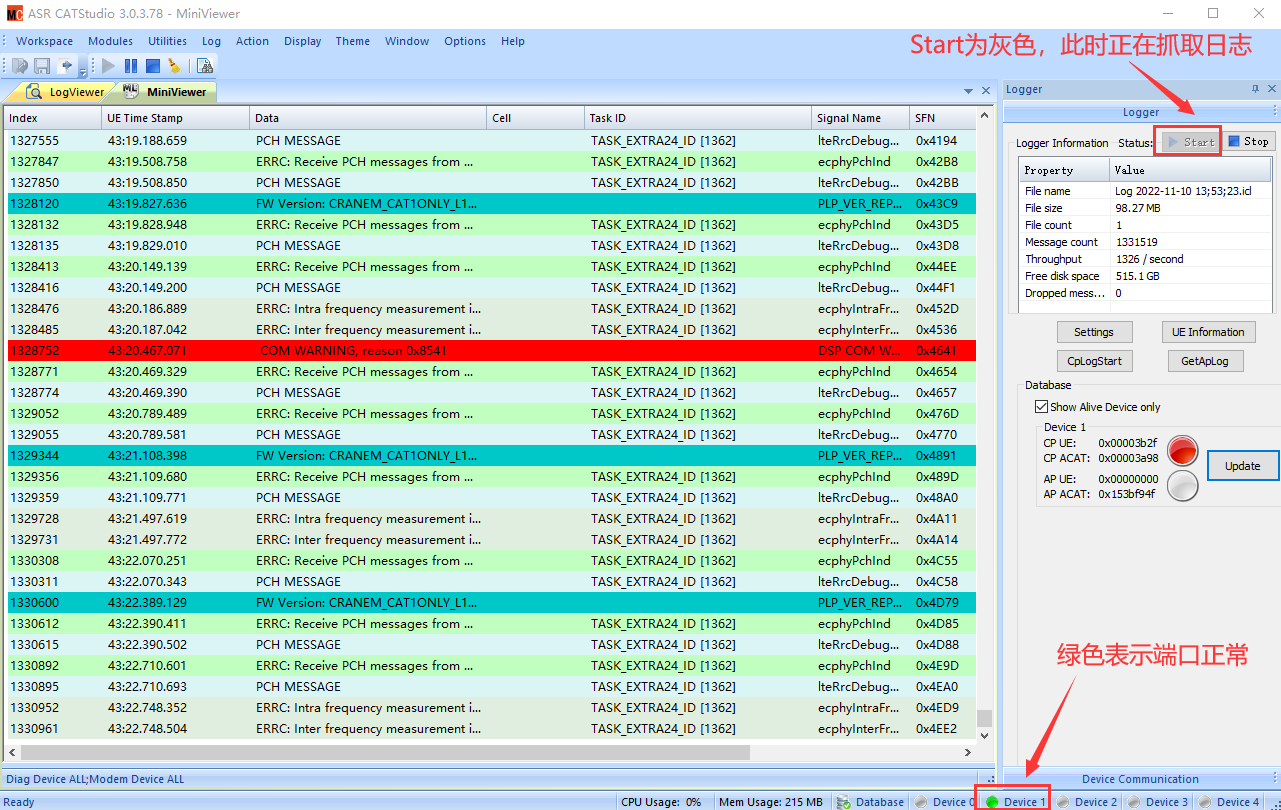 MC ASR CATStudio 3.0.3.78 - MiniViewer
Workspace Modules Utilities Log Action Display Theme Window Options Help
Start为灰色，此时正在抓取日志
LogViewer MiniViewer
Index UE Time Stamp Data Cell Task ID Signal Name SFN
1327555 43:19.188.659 PCH MESSAGE TASK_EXTRA24_ID [1362] lteRrcDebug... 0x4194
1327847 43:19.508.758 ERRC: Receive PCH messages from ... TASK_EXTRA24_ID [1362] ecphyPchInd 0x42B8
1327850 43:19.508.850 PCH MESSAGE TASK_EXTRA24_ID [1362] lteRrcDebug... 0x42BB
1328120 43:19.827.636 FW Version: CRANEM_CAT1ONLY_L1... PLP_VER_REP... 0x43C9
1328132 43:19.828.948 ERRC: Receive PCH messages from ... TASK_EXTRA24_ID [1362] ecphyPchInd 0x43D5
1328135 43:19.829.010 PCH MESSAGE TASK_EXTRA24_ID [1362] lteRrcDebug... 0x43D8
1328413 43:20.149.139 ERRC: Receive PCH messages from ... TASK_EXTRA24_ID [1362] ecphyPchInd 0x44EE
1328416 43:20.149.200 PCH MESSAGE TASK_EXTRA24_ID [1362] lteRrcDebug... 0x44F1
1328476 43:20.186.889 ERRC: Intra frequency measurement i... TASK_EXTRA24_ID [1362] ecphyIntraFr... 0x452D
1328485 43:20.187.042 ERRC: Inter frequency measurement i... TASK_EXTRA24_ID [1362] ecphyInterFr... 0x4536
1328752 43:20.467.071 COM WARNING, reason 0x8541 DSP COM W... 0x4641
1328771 43:20.469.329 ERRC: Receive PCH messages from ... TASK_EXTRA24_ID [1362] ecphyPchInd 0x4654
1328774 43:20.469.390 PCH MESSAGE TASK_EXTRA24_ID [1362] lteRrcDebug... 0x4657
1329052 43:20.789.489 ERRC: Receive PCH messages from ... TASK_EXTRA24_ID [1362] ecphyPchInd 0x476D
1329055 43:20.789.581 PCH MESSAGE TASK_EXTRA24_ID [1362] lteRrcDebug... 0x4770
1329344 43:21.108.398 FW Version: CRANEM_CAT1ONLY_L1... PLP_VER_REP... 0x4891
1329356 43:21.109.680 ERRC: Receive PCH messages from ... TASK_EXTRA24_ID [1362] ecphyPchInd 0x489D
1329359 43:21.109.771 PCH MESSAGE TASK_EXTRA24_ID [1362] lteRrcDebug... 0x48A0
1329728 43:21.497.619 ERRC: Intra frequency measurement i... TASK_EXTRA24_ID [1362] ecphyIntraFr... 0x4A11
1329731 43:21.497.772 ERRC: Inter frequency measurement i... TASK_EXTRA24_ID [1362] ecphyInterFr... 0x4A14
1330308 43:22.070.251 ERRC: Receive PCH messages from ... TASK_EXTRA24_ID [1362] ecphyPchInd 0x4C55
1330311 43:22.070.343 PCH MESSAGE TASK_EXTRA24_ID [1362] lteRrcDebug... 0x4C58
1330600 43:22.389.129 FW Version: CRANEM_CAT1ONLY_L1... PLP_VER_REP... 0x4D79
1330612 43:22.390.411 ERRC: Receive PCH messages from ... TASK_EXTRA24_ID [1362] ecphyPchInd 0x4D85
1330615 43:22.390.502 PCH MESSAGE TASK_EXTRA24_ID [1362] lteRrcDebug... 0x4D88
1330892 43:22.710.601 ERRC: Receive PCH messages from ... TASK_EXTRA24_ID [1362] ecphyPchInd 0x4E9D
1330895 43:22.710.693 PCH MESSAGE TASK_EXTRA24_ID [1362] lteRrcDebug... 0x4EA0
1330952 43:22.748.352 ERRC: Intra frequency measurement i... TASK_EXTRA24_ID [1362] ecphyIntraFr... 0x4ED9
1330961 43:22.748.504 ERRC: Inter frequency measurement i... TASK_EXTRA24_ID [1362] ecphyInterFr... 0x4EE2
Diag Device ALL;Modem Device ALL
Logger
Logger
Logger Information Status: Start Stop
Property Value
File name Log 2022-11-10 13;53;23.icl
File size 98.27MB
File count 1
Message count 1331519
Throughput 1326 / second
Free disk space 515.1 GB
Dropped mess... 0
Settings UE Information
CpLogStart GetApLog
Database
Show Alive Device only
Device 1
CP UE: 0x00003b2f
CP ACAT: 0x00003a98
Update
AP UE: 0x00000000
AP ACAT: 0x153bf94f
绿色表示端口正常
Device Communication
Ready CPU Usage: 0% Mem Usage: 215 MB Database Device 0 Device 1 Device 2 Device 3 Device 4